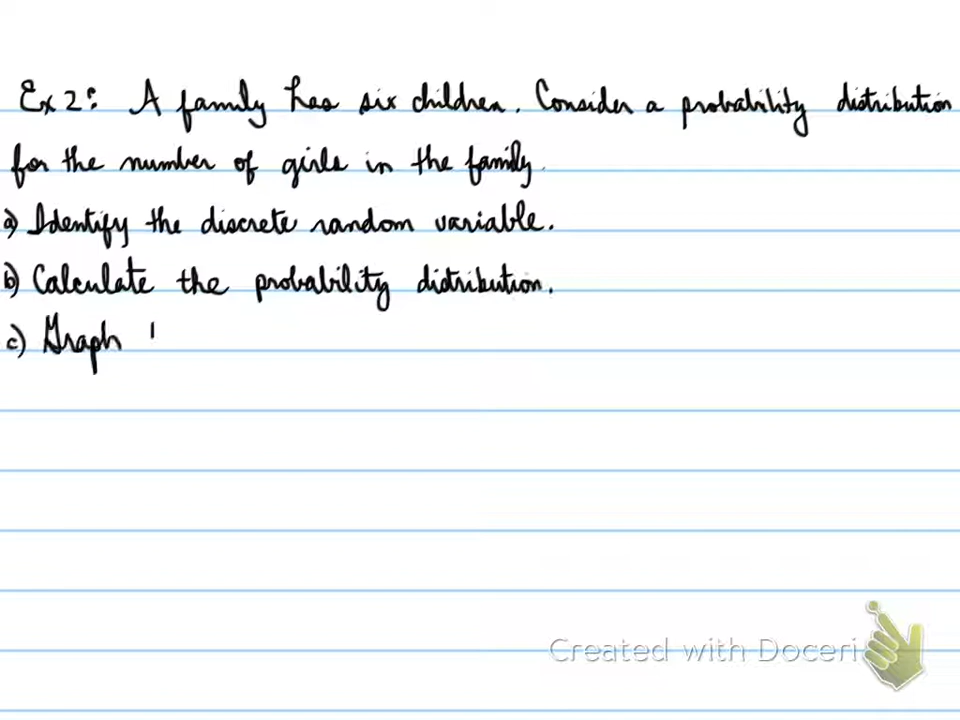 Ex 2: A family has six children. Consider a probability distribution
for the number of girls in the family.
a) Identify the discrete random variable.
b) Calculate the probability distribution.
c) Graph
Created with Doceri